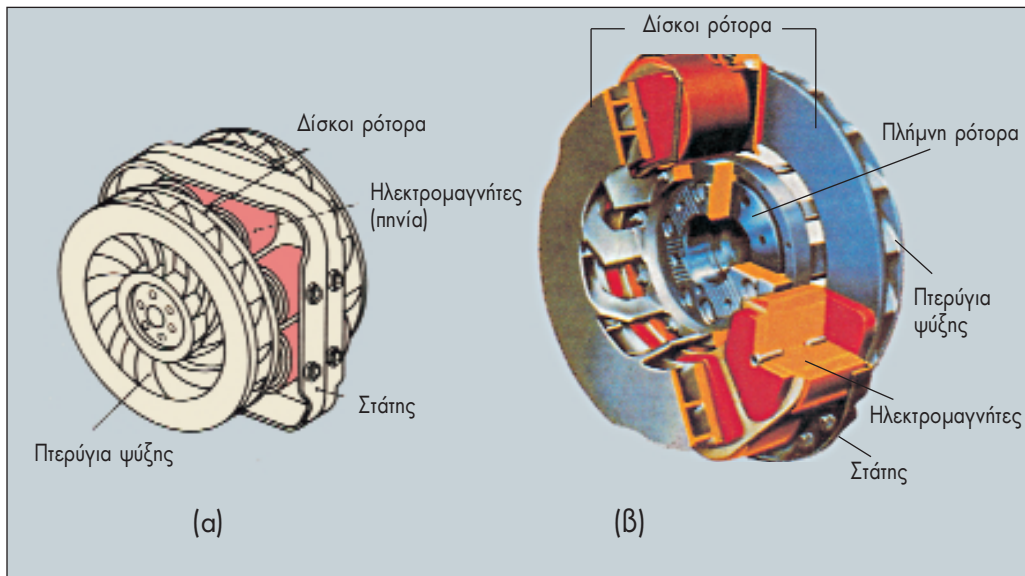 Δίσκοι ρότορα
Ηλεκτρομαγνήτες
(πηνία)
Στάτης
Πτερύγια ψύξης
(α)
Δίσκοι ρότορα
Πλήμνη ρότορα
Πτερύγια
ψύξης
Ηλεκτρομαγνήτες
Στάτης
(β)